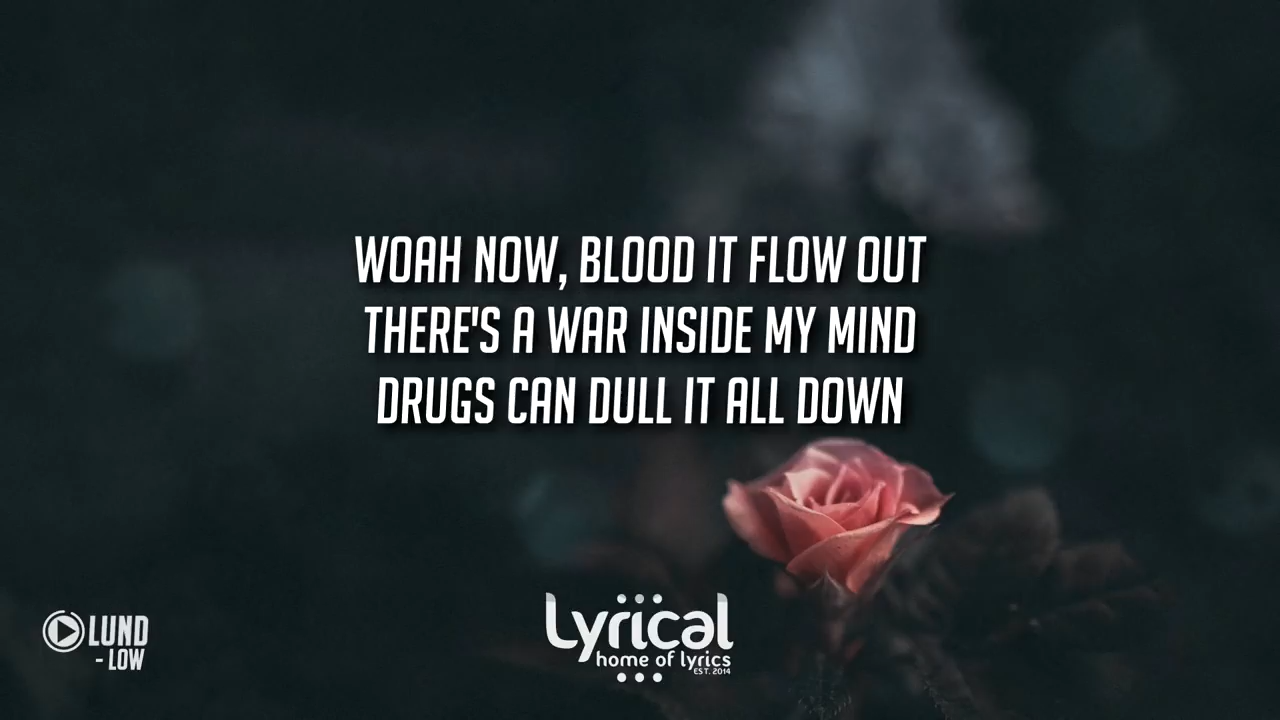 WOAH NOW, BLOOD IT FLOW OUT
THERE'S A WAR INSIDE MY MIND
DRUGS CAN DULL IT ALL DOWN
LUND
- LOW
Lyrical
home of lyrics
EST. 2014